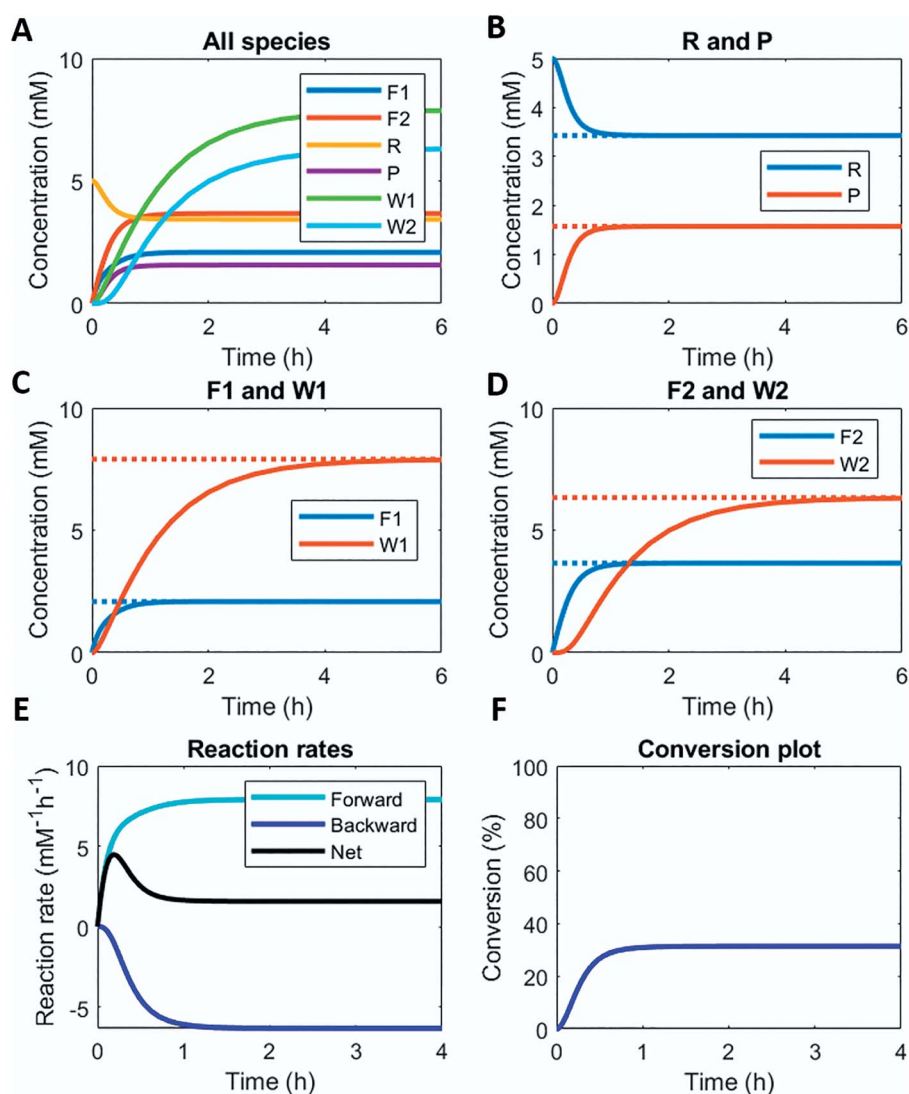 A
All species
Concentration (mM)
10
5
0
F1
F2
R
P
W1
W2
0 2 4 6
Time (h)
B
R and P
Concentration (mM)
5
4
3
2
1
0
R
P
0 2 4 6
Time (h)
C
F1 and W1
Concentration (mM)
10
5
0
F1
W1
0 2 4 6
Time (h)
D
F2 and W2
Concentration (mM)
10
5
0
F2
W2
0 2 4 6
Time (h)
E
Reaction rates
Reaction rate (mM⁻¹h⁻¹)
10
5
0
-5
Forward
Backward
Net
0 1 2 3 4
Time (h)
F
Conversion plot
Conversion (%)
100
80
60
40
20
0
0 1 2 3 4
Time (h)